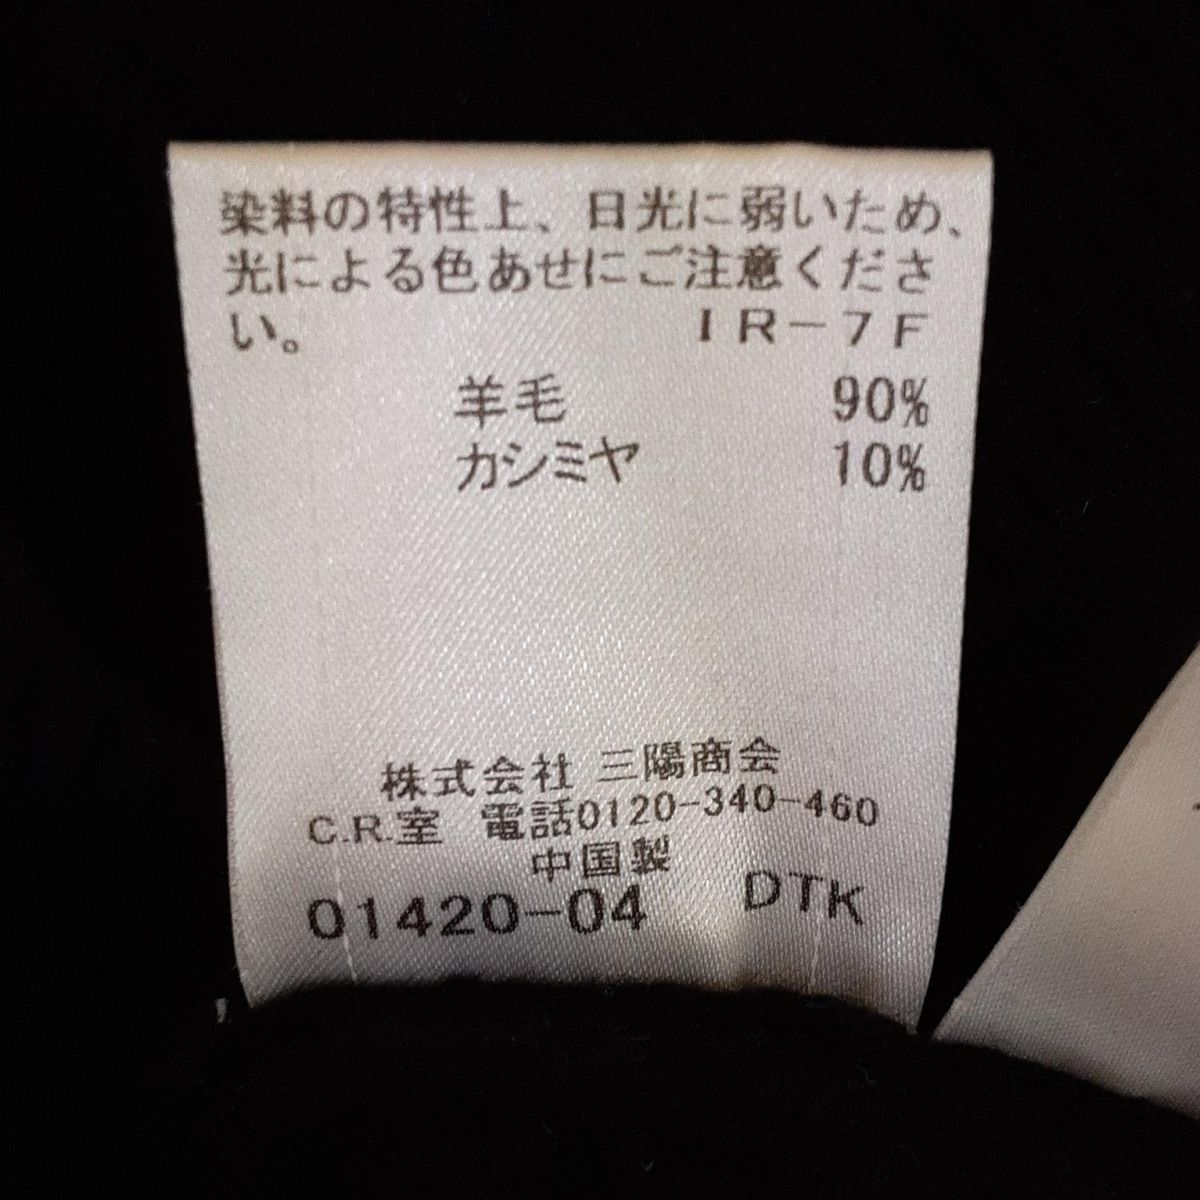 染料の特性上、日光に弱いため、
光による色あせにご注意くださ
い。 IR-7F
羊毛 90%
カシミヤ 10%
株式会社 三陽商会
C.R.室 電話0120-340-460
中国製
01420-04 DTK